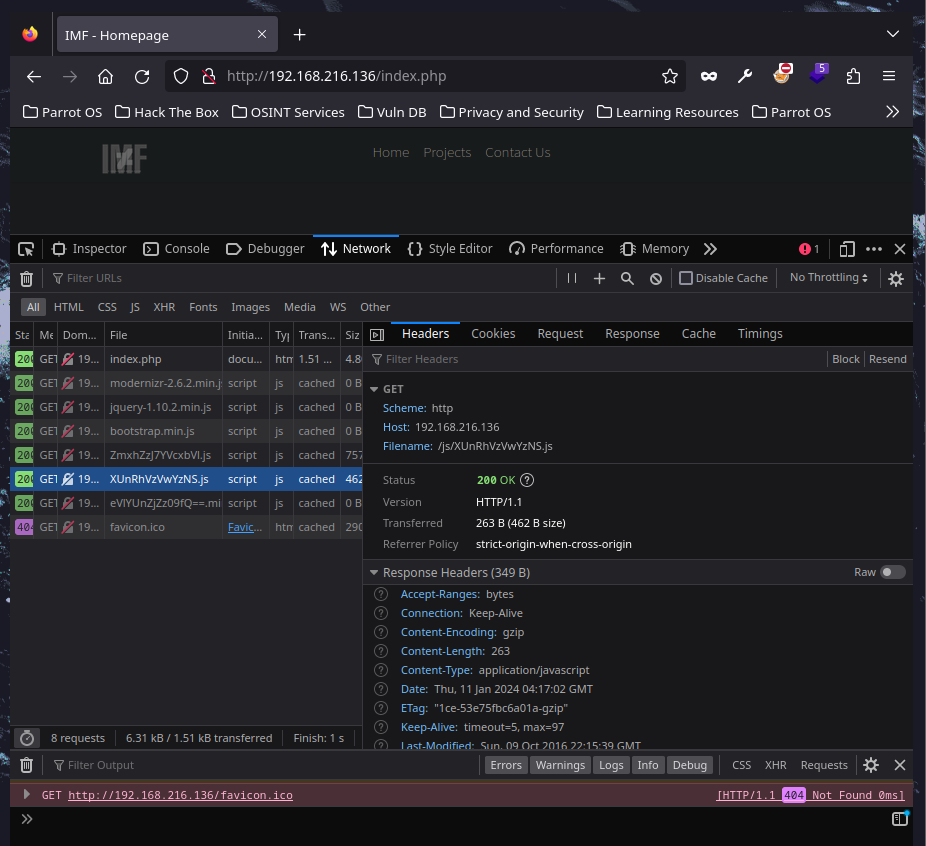 IMF - Homepage
http://192.168.216.136/index.php
5
Parrot OS Hack The Box OSINT Services Vuln DB Privacy and Security Learning Resources Parrot OS
IMF Home Projects Contact Us
Inspector Console Debugger Network Style Editor Performance Memory 1
Filter URLs Disable Cache No Throttling
All HTML CSS JS XHR Fonts Images Media WS Other
Sta Me Dom... File Initia... Typ Trans... Siz
200 GET 19... index.php docu... htm 1.51 ... 4.8
200 GET 19... modernizr-2.6.2.min.j script js cached 0 B
200 GET 19... jquery-1.10.2.min.js script js cached 0 B
200 GET 19... bootstrap.min.js script js cached 0 B
200 GET 19... ZmxhZzJ7YVcxbVl.js script js cached 757
200 GET 19... XUnRhVzVwYzNS.js script js cached 462
200 GET 19... eVlYUnZjZz09fQ==.mi script js cached 0 B
404 GET 19... favicon.ico Favic... htm cached 290
8 requests 6.31 kB / 1.51 kB transferred Finish: 1 s
Headers Cookies Request Response Cache Timings
Filter Headers Block Resend
GET
Scheme: http
Host: 192.168.216.136
Filename: /js/XUnRhVzVwYzNS.js
Status 200 OK
Version HTTP/1.1
Transferred 263 B (462 B size)
Referrer Policy strict-origin-when-cross-origin
Response Headers (349 B) Raw
Accept-Ranges: bytes
Connection: Keep-Alive
Content-Encoding: gzip
Content-Length: 263
Content-Type: application/javascript
Date: Thu, 11 Jan 2024 04:17:02 GMT
ETag: "1ce-53e75fbc6a01a-gzip"
Keep-Alive: timeout=5, max=97
Last-Modified: Sun, 09 Oct 2016 22:15:39 GMT
Filter Output Errors Warnings Logs Info Debug CSS XHR Requests
GET http://192.168.216.136/favicon.ico [HTTP/1.1 404 Not Found 0ms]